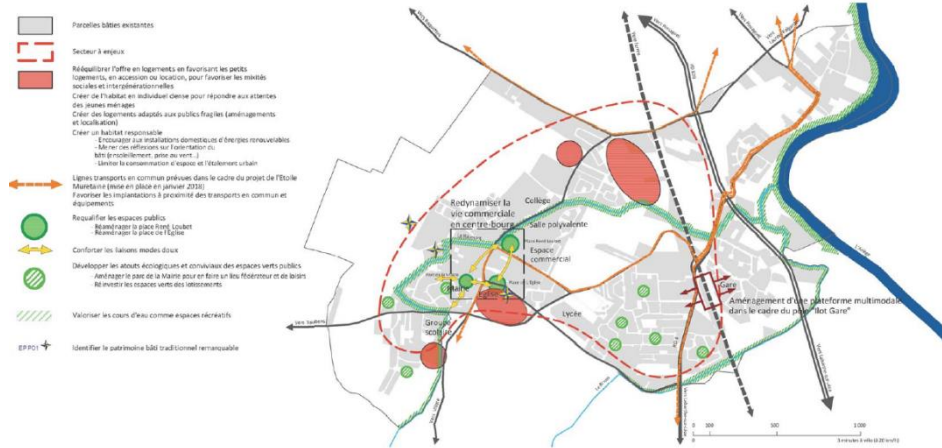 Parcelles bâties existantes
Secteur à enjeux
Rééquilibrer l'offre en logements en favorisant les petits
logements, en accession ou location, pour favoriser les mixités
sociales et intergénérationnelles
Créer de l'habitat en individuel dense pour répondre aux attentes
des jeunes ménages
Créer des logements adaptés aux publics fragiles (aménagements
et localisation)
Créer un habitat responsable
- Encourager aux installations domestiques d'énergies renouvelables
- Mener des réflexions sur l'orientation du
bâti (ensoleillement, prise au vent...)
- Limiter la consommation d'espace et l'étalement urbain
Lignes transports en commun prévues dans le cadre du projet de l'Etoile
Muretaine (mise en place en janvier 2018)
Favoriser les implantations à proximité des transports en commun et
équipements
Requalifier les espaces publics
- Réaménager la place René Loubet
- Réaménager la place de l'Eglise
Conforter les liaisons modes doux
Développer les atouts écologiques et conviviaux des espaces verts publics
- Aménager le parc de la Mairie pour en faire un lieu fédérateur et de loisirs
- Réinvestir les espaces verts des lotissements
Valoriser les cours d'eau comme espaces récréatifs
EPP01
Identifier le patrimoine bâti traditionnel remarquable
Collège
Redynamiser la
vie commerciale
en centre-bourg
Salle polyvalente
Espace
commercial
Mairie
Eglise
Groupe
scolaire
Lycée
Gare
Aménagement d'une plateforme multimodale
dans le cadre du pôle "Ilot Gare"